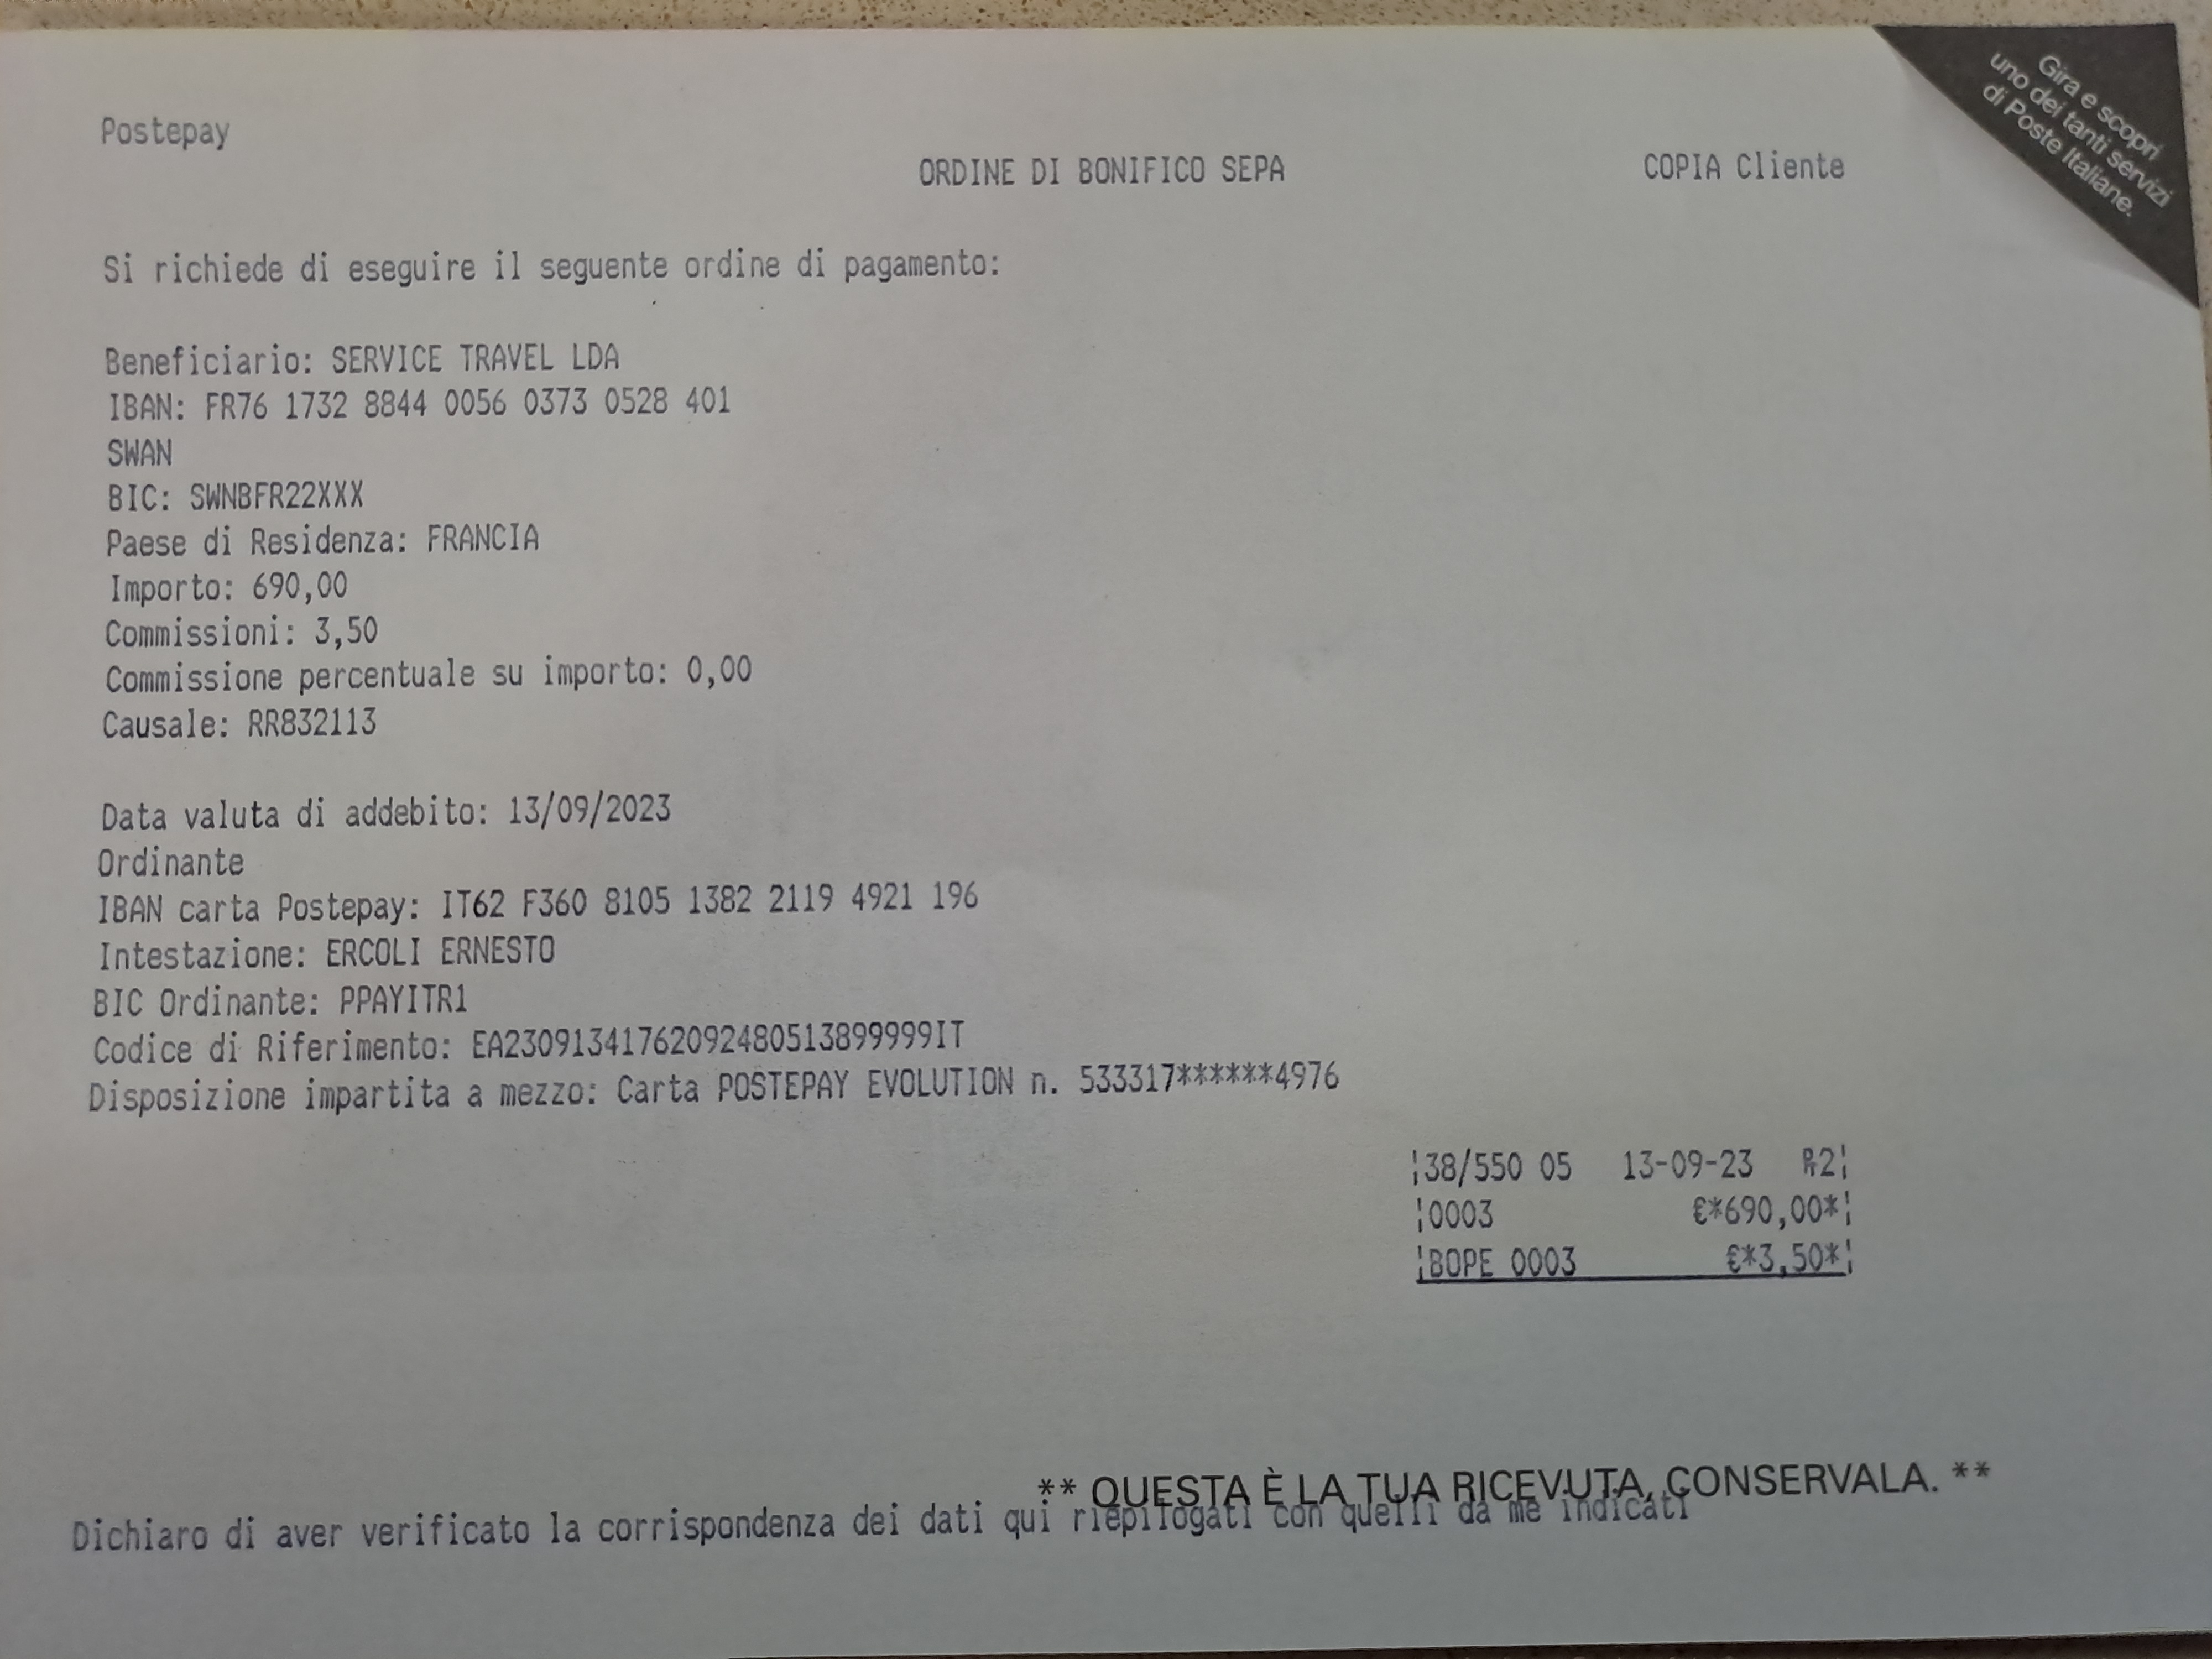 Postepay
ORDINE DI BONIFICO SEPA
COPIA Cliente
Si richiede di eseguire il seguente ordine di pagamento:
Beneficiario: SERVICE TRAVEL LDA
IBAN: FR76 1732 8844 0056 0373 0528 401
SWAN
BIC: SWNBFR22XXX
Paese di Residenza: FRANCIA
Importo: 690,00
Commissioni: 3,50
Commissione percentuale su importo: 0,00
Causale: RR832113
Data valuta di addebito: 13/09/2023
Ordinante
IBAN carta Postepay: IT62 F360 8105 1382 2119 4921 196
Intestazione: ERCOLI ERNESTO
BIC Ordinante: PPAYITR1
Codice di Riferimento: EA23091341762092480513899999IT
Disposizione impartita a mezzo: Carta POSTEPAY EVOLUTION n. 533317******4976
¦38/550 05 13-09-23 R2¦
¦0003 €*690,00*¦
¦BOPE 0003 €*3,50*¦
** QUESTA È LA TUA RICEVUTA, CONSERVALA. **
Dichiaro di aver verificato la corrispondenza dei dati qui riepilogati con quelli da me indicati
Gira e scopri
uno dei tanti servizi
di Poste Italiane.